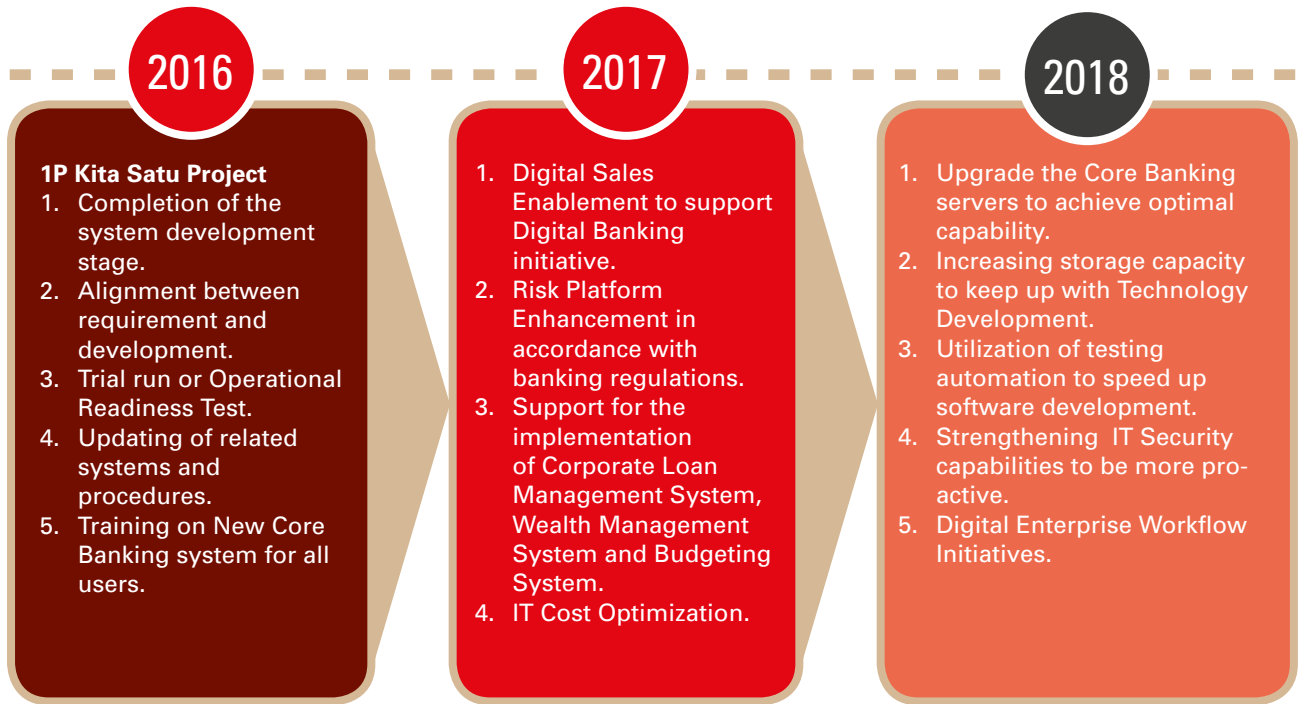 2016
1P Kita Satu Project
1. Completion of the
system development
stage.
2. Alignment between
requirement and
development.
3. Trial run or Operational
Readiness Test.
4. Updating of related
systems and
procedures.
5. Training on New Core
Banking system for all
users.
2017
1. Digital Sales
Enablement to support
Digital Banking
initiative.
2. Risk Platform
Enhancement in
accordance with
banking regulations.
3. Support for the
implementation
of Corporate Loan
Management System,
Wealth Management
System and Budgeting
System.
4. IT Cost Optimization.
2018
1. Upgrade the Core Banking
servers to achieve optimal
capability.
2. Increasing storage capacity
to keep up with Technology
Development.
3. Utilization of testing
automation to speed up
software development.
4. Strengthening IT Security
capabilities to be more pro-
active.
5. Digital Enterprise Workflow
Initiatives.